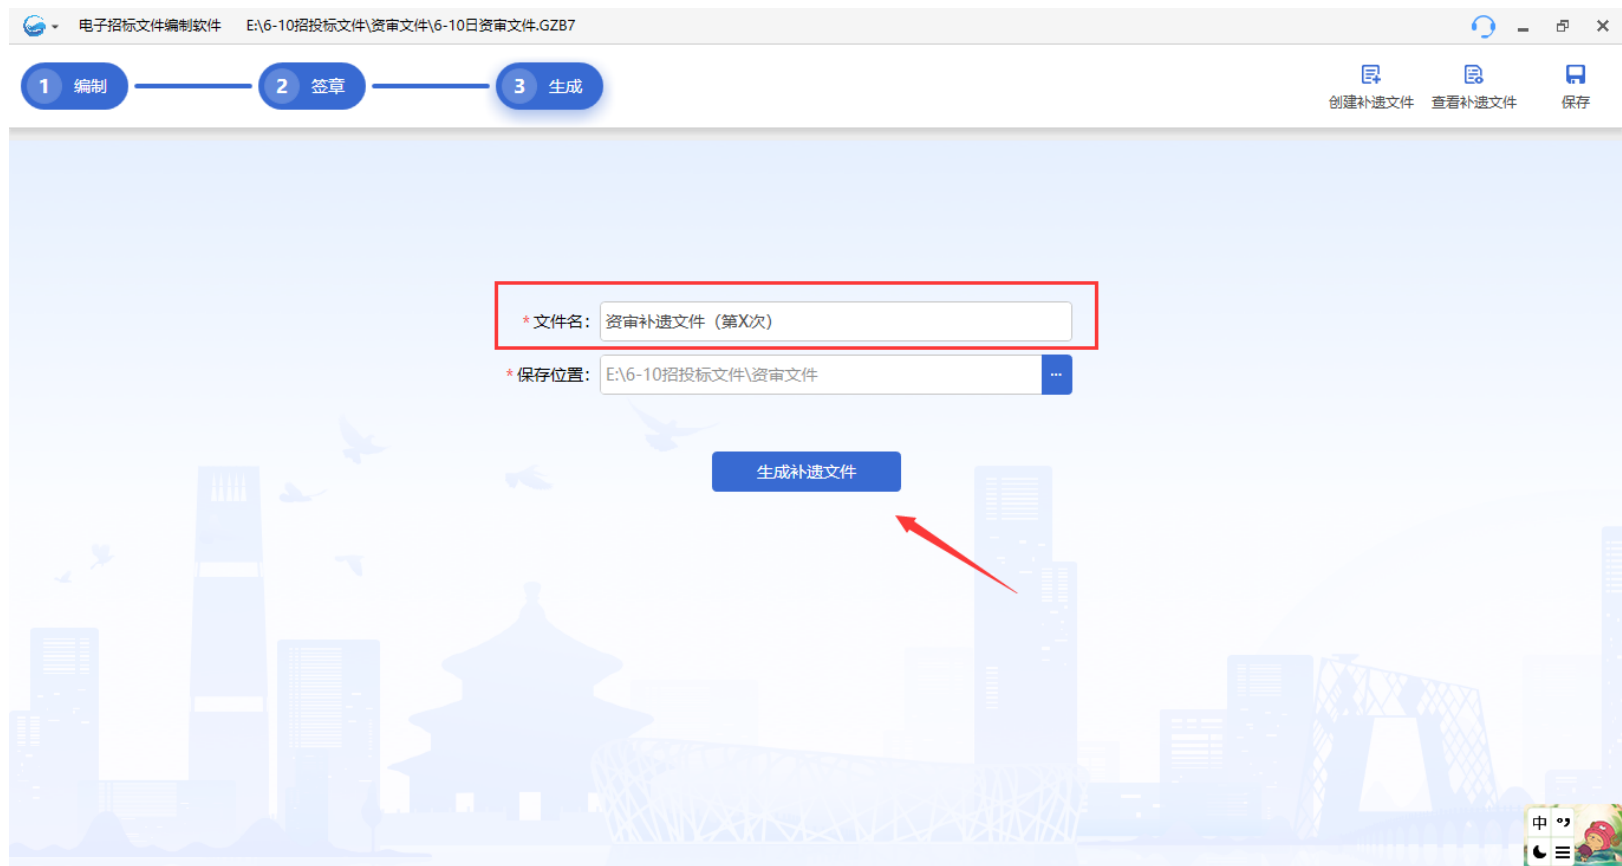 电子招标文件编制软件 E:\6-10招投标文件\资审文件\6-10日资审文件.GZB7
1 编制 2 签章 3 生成
创建补遗文件 查看补遗文件 保存
*文件名： 资审补遗文件（第X次）
*保存位置： E:\6-10招投标文件\资审文件 ...
生成补遗文件
中